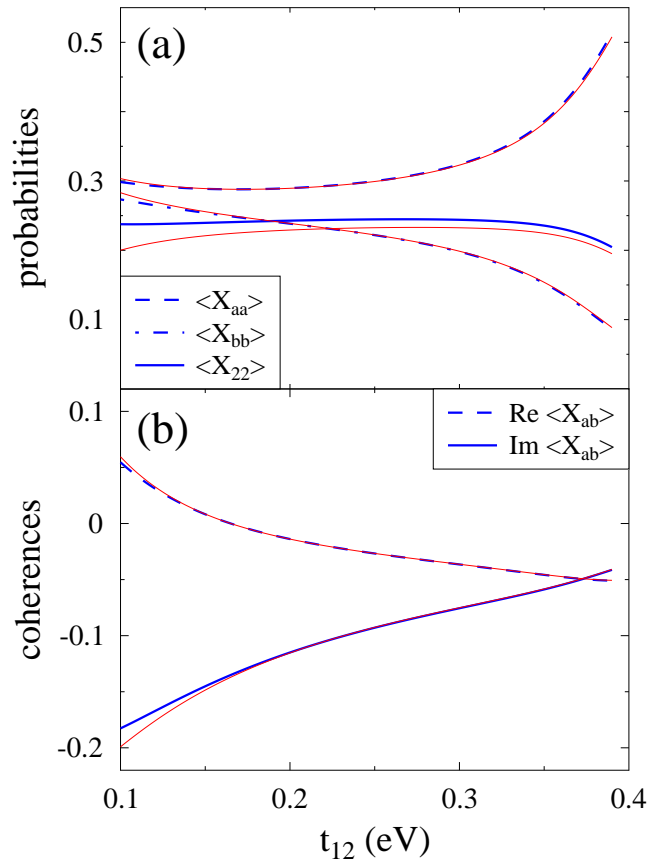 (a)
0.5
0.3
0.1
probabilities
<X_aa>
<X_bb>
<X_22>
(b)
Re <X_ab>
Im <X_ab>
0.1
0
-0.1
-0.2
coherences
0.1 0.2 0.3 0.4
t_12 (eV)